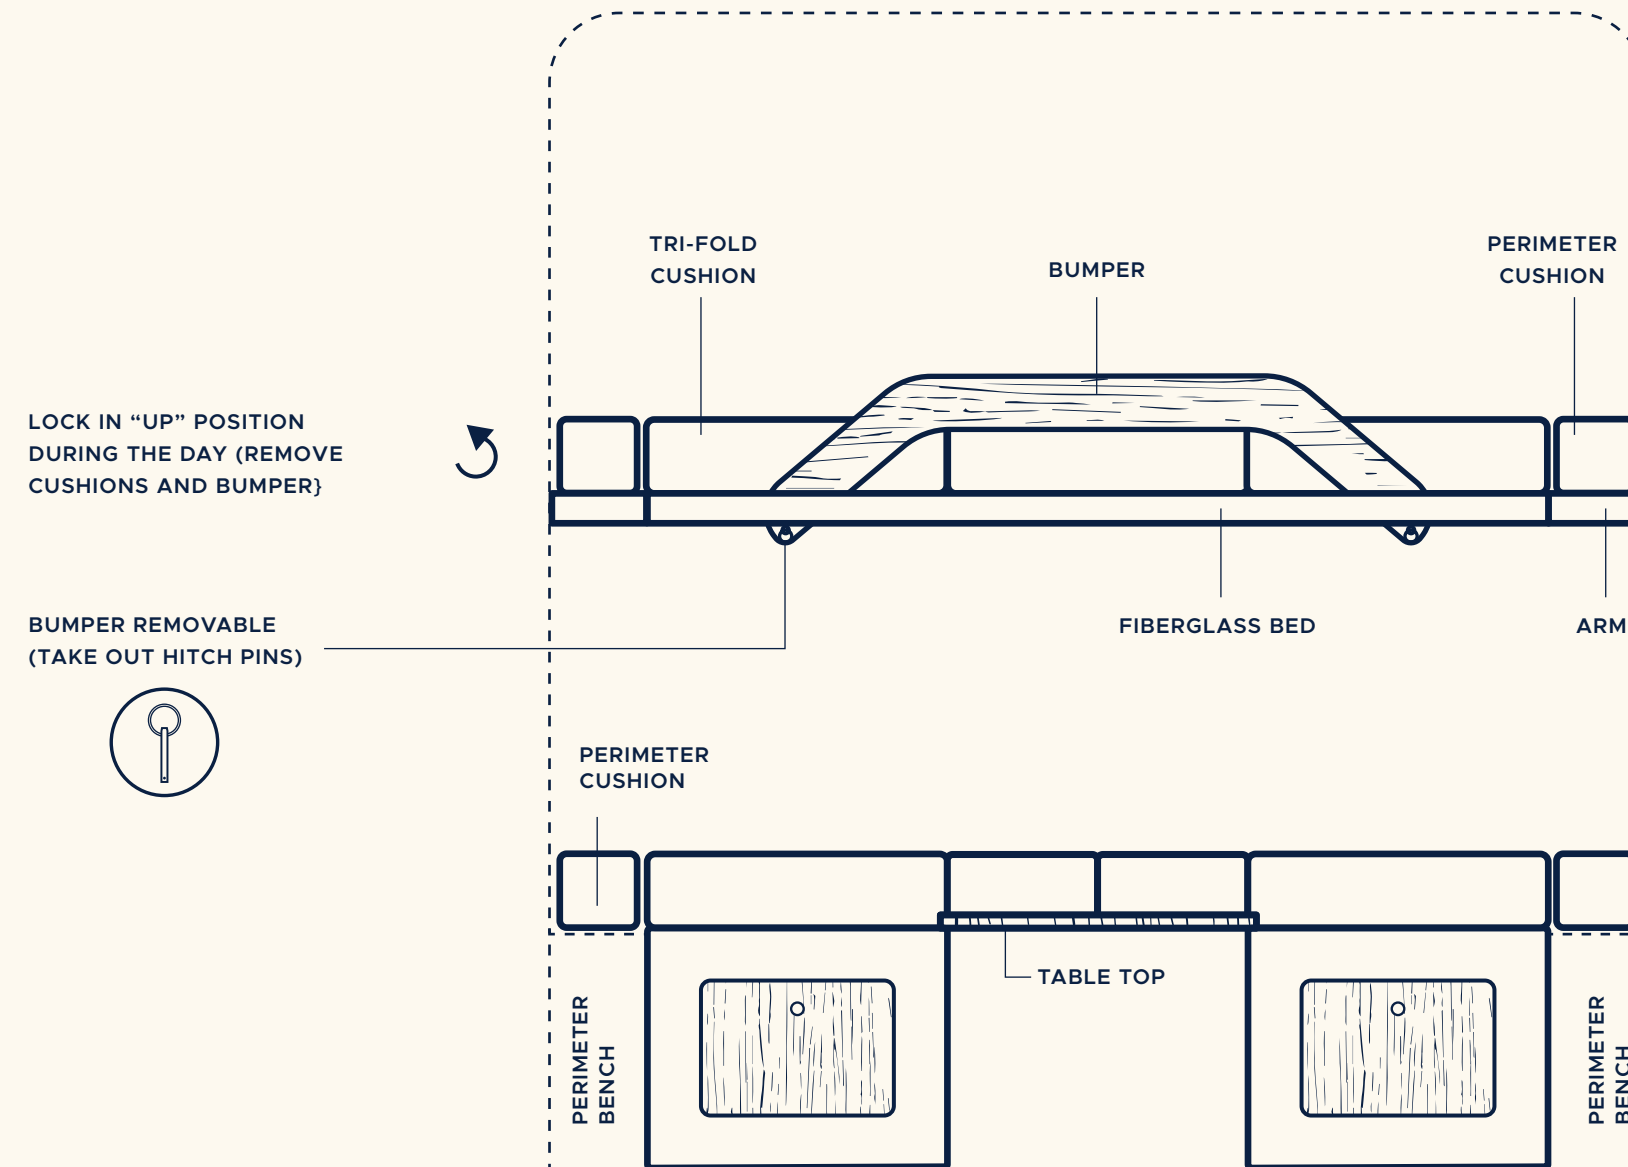 TRI-FOLD
CUSHION
BUMPER
PERIMETER
CUSHION
LOCK IN “UP” POSITION
DURING THE DAY (REMOVE
CUSHIONS AND BUMPER}
FIBERGLASS BED
ARM
BUMPER REMOVABLE
(TAKE OUT HITCH PINS)
PERIMETER
CUSHION
TABLE TOP
PERIMETER
BENCH
PERIMETER
BENCH